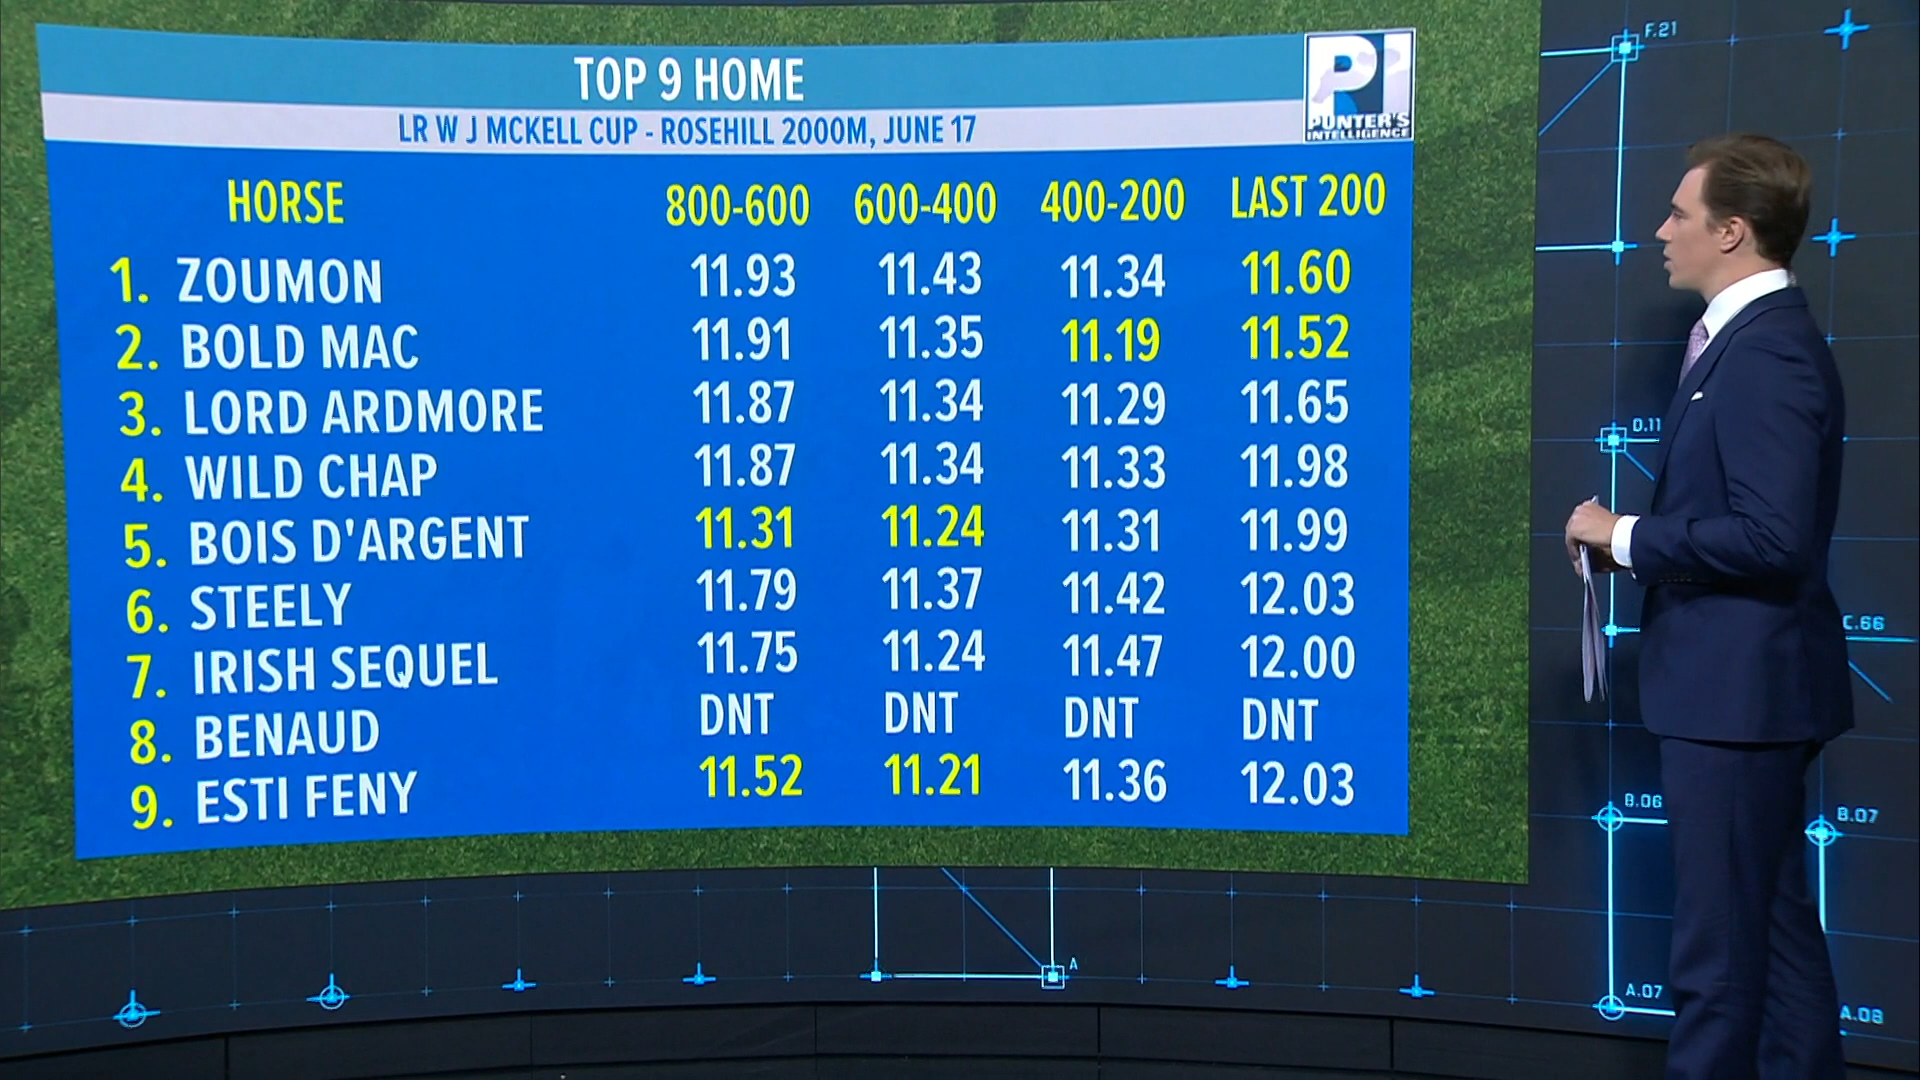 TOP 9 HOME
PI
PUNTER'S
INTELLIGENCE
LR W J MCKELL CUP - ROSEHILL 2000M, JUNE 17
HORSE 800-600 600-400 400-200 LAST 200
1. ZOUMON 11.93 11.43 11.34 11.60
2. BOLD MAC 11.91 11.35 11.19 11.52
3. LORD ARDMORE 11.87 11.34 11.29 11.65
4. WILD CHAP 11.87 11.34 11.33 11.98
5. BOIS D'ARGENT 11.31 11.24 11.31 11.99
6. STEELY 11.79 11.37 11.42 12.03
7. IRISH SEQUEL 11.75 11.24 11.47 12.00
8. BENAUD DNT DNT DNT DNT
9. ESTI FENY 11.52 11.21 11.36 12.03
F.21
D.11
C.66
B.06
B.07
A
A.07
A.08